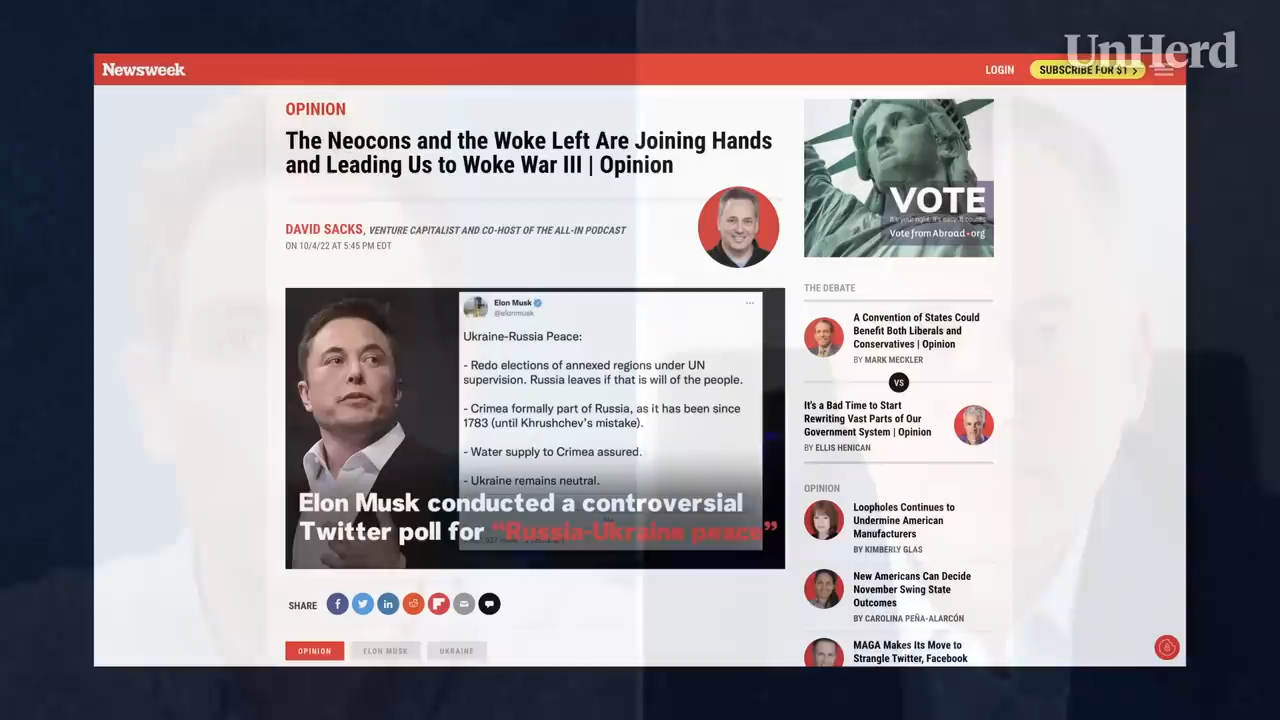 UnHerd
Newsweek
LOGIN
SUBSCRIBE FOR $1 >
OPINION
The Neocons and the Woke Left Are Joining Hands
and Leading Us to Woke War III | Opinion
DAVID SACKS, VENTURE CAPITALIST AND CO-HOST OF THE ALL-IN PODCAST
ON 10/4/22 AT 5:45 PM EDT
Elon Musk
@elonmusk
Ukraine-Russia Peace:
- Redo elections of annexed regions under UN
supervision. Russia leaves if that is will of the people.
- Crimea formally part of Russia, as it has been since
1783 (until Khrushchev's mistake).
- Water supply to Crimea assured.
- Ukraine remains neutral.
Elon Musk conducted a controversial
Twitter poll for "Russia-Ukraine peace"
SHARE
OPINION
ELON MUSK
UKRAINE
VOTE
It's your right. It's easy. It counts.
Vote from Abroad.org
THE DEBATE
A Convention of States Could
Benefit Both Liberals and
Conservatives | Opinion
BY MARK MECKLER
VS
It's a Bad Time to Start
Rewriting Vast Parts of Our
Government System | Opinion
BY ELLIS HENICAN
OPINION
Loopholes Continues to
Undermine American
Manufacturers
BY KIMBERLY GLAS
New Americans Can Decide
November Swing State
Outcomes
BY CAROLINA PEÑA-ALARCÓN
MAGA Makes Its Move to
Strangle Twitter, Facebook